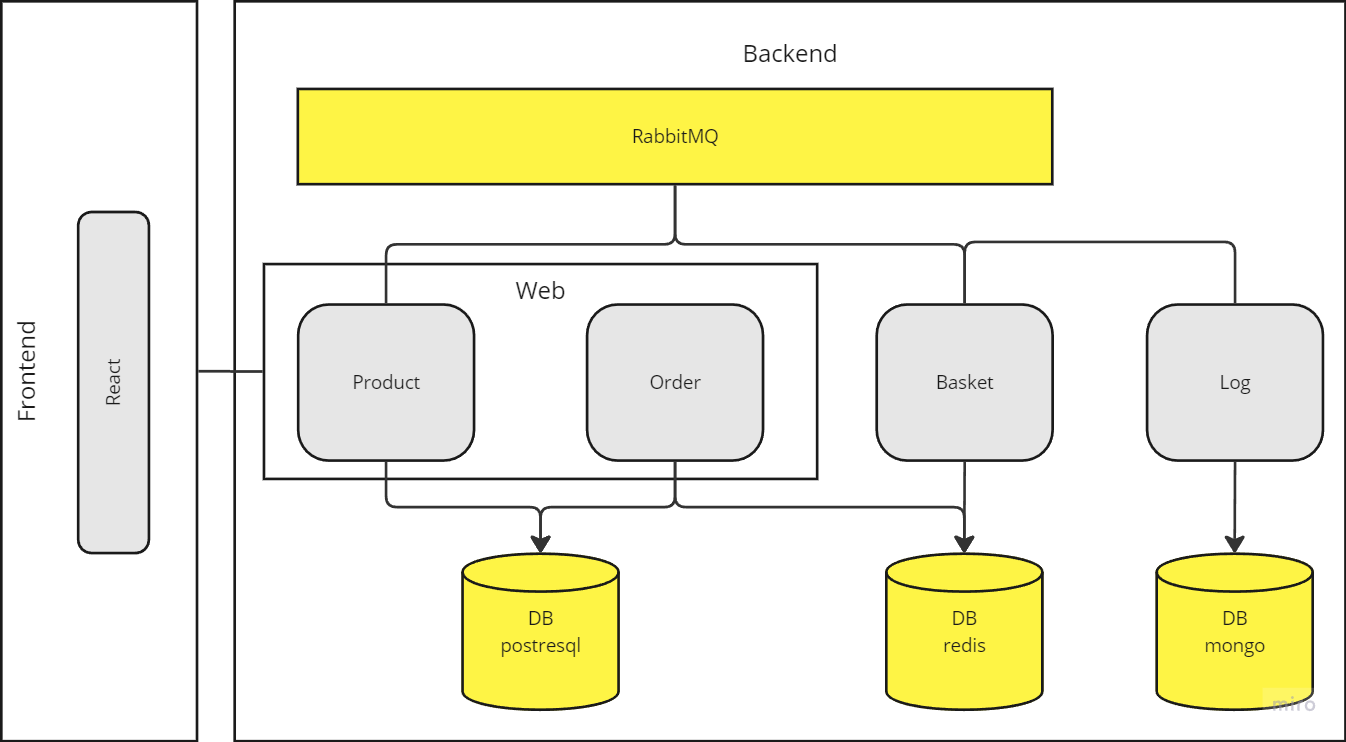 Backend
RabbitMQ
Web
Frontend
React
Product
Order
Basket
Log
DB
postresql
DB
redis
DB
mongo
miro